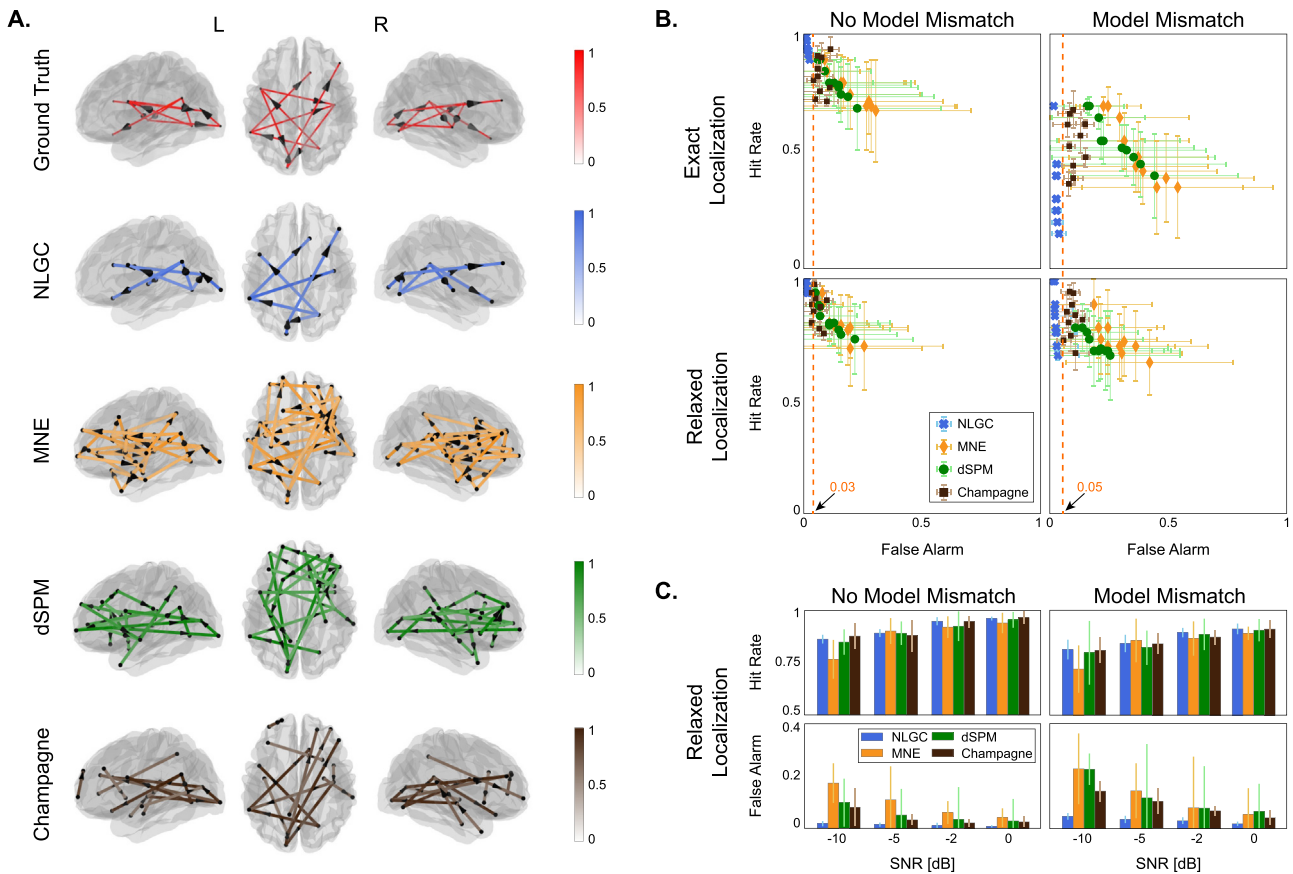 A.
L
R
Ground Truth
1
0.5
0
NLGC
1
0.5
0
MNE
1
0.5
0
dSPM
1
0.5
0
Champagne
1
0.5
0
B.
No Model Mismatch
Model Mismatch
Exact
Localization
Hit Rate
1
0.5
0
Relaxed
Localization
Hit Rate
1
0.5
0
NLGC
MNE
dSPM
Champagne
0.03
0.05
0
0.5
1
0
0.5
1
False Alarm
False Alarm
C.
No Model Mismatch
Model Mismatch
Relaxed
Localization
Hit Rate
1
0.75
0.5
False Alarm
0.4
0.2
0
NLGC
dSPM
MNE
Champagne
-10
-5
-2
0
-10
-5
-2
0
SNR [dB]
SNR [dB]